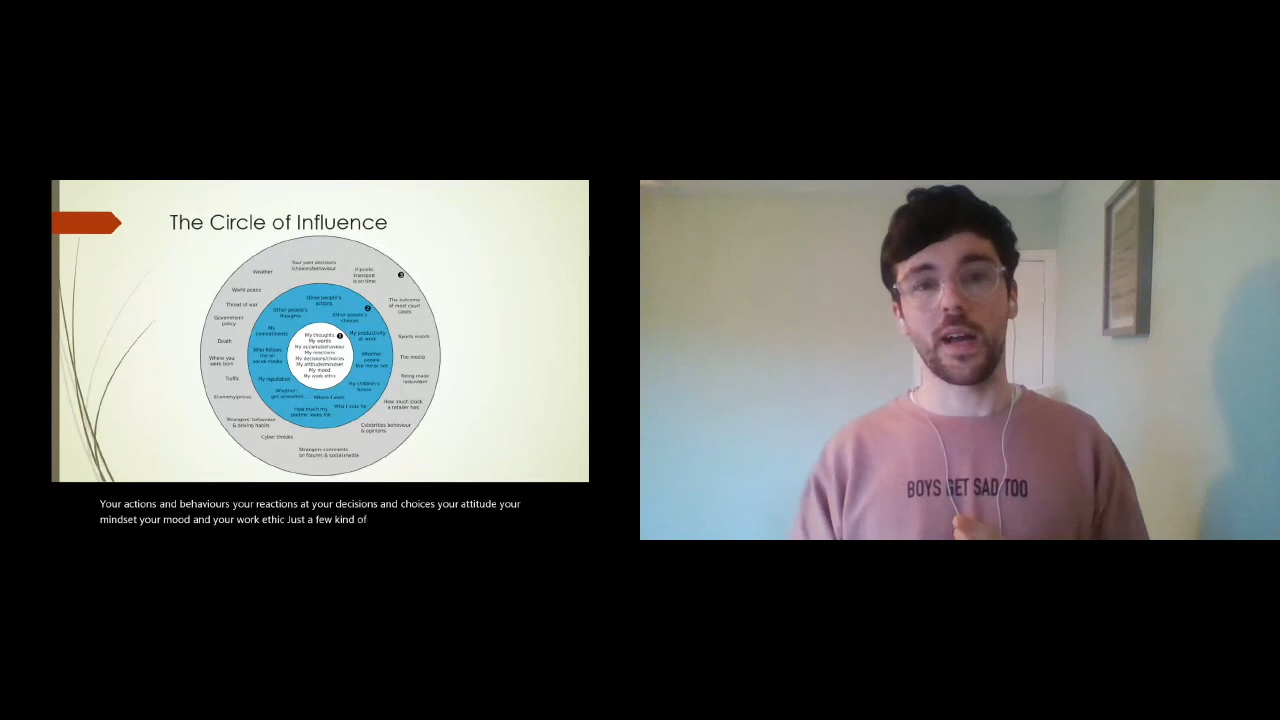 The Circle of Influence
Your past decisions
/choices/behaviour
Weather
If public
transport
is on time
3
World peace
Threat of war
The outcome
of most court
cases
Government
policy
Sports match
Death
The media
Where you
were born
Traffic
Being made
redundant
Economy/prices
How much stock
a retailer has
Strangers' behaviour
& driving habits
Celebrities behaviour
& opinions
Cyber threats
Strangers comments
on forums & social media
Other people's
actions
2
Other people's
thoughts
Other people's
choices
My
commitments
My productivity
at work
Who follows
me on
social media
Whether
people
like me or not
My reputation
My children's
future
Whether I
get promoted
Where I work
Who I vote for
How much my
partner loves me
My thoughts
1
My words
My actions/behaviour
My reactions
My decisions/choices
My attitude/mindset
My mood
My work ethic
Your actions and behaviours your reactions at your decisions and choices your attitude your
mindset your mood and your work ethic Just a few kind of
BOYS GET SAD TOO